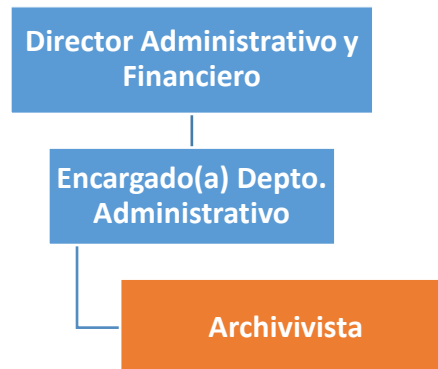 Director Administrativo y
Financiero
Encargado(a) Depto.
Administrativo
Archivivista